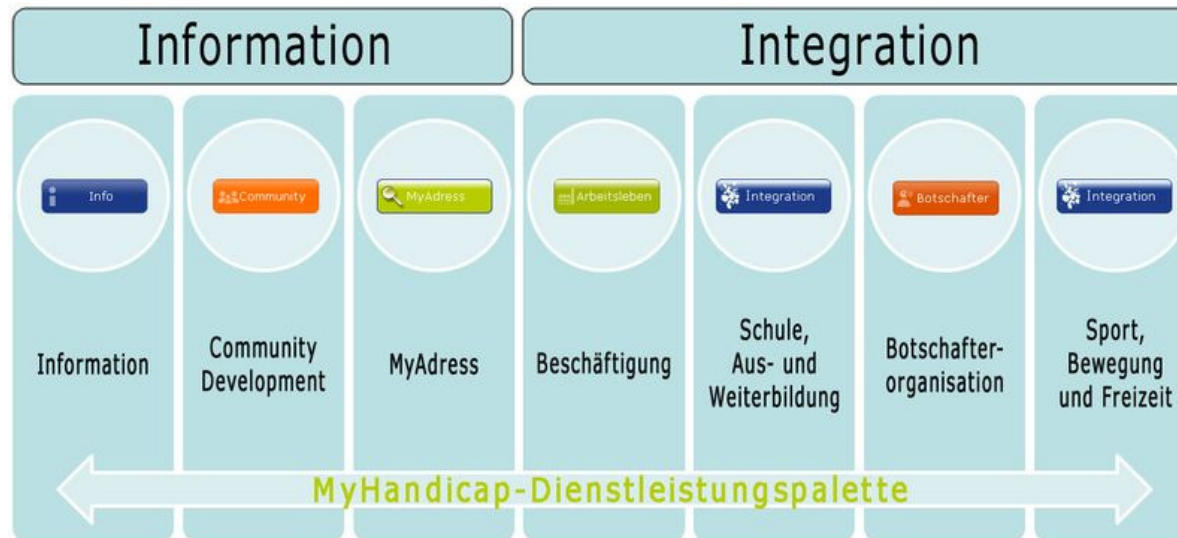 Information
Integration
Info
Community
MyAdress
Arbeitsleben
Integration
Botschafter
Integration
Information
Community
Development
MyAdress
Beschäftigung
Schule,
Aus- und
Weiterbildung
Botschafter-
organisation
Sport,
Bewegung
und Freizeit
MyHandicap-Dienstleistungspalette